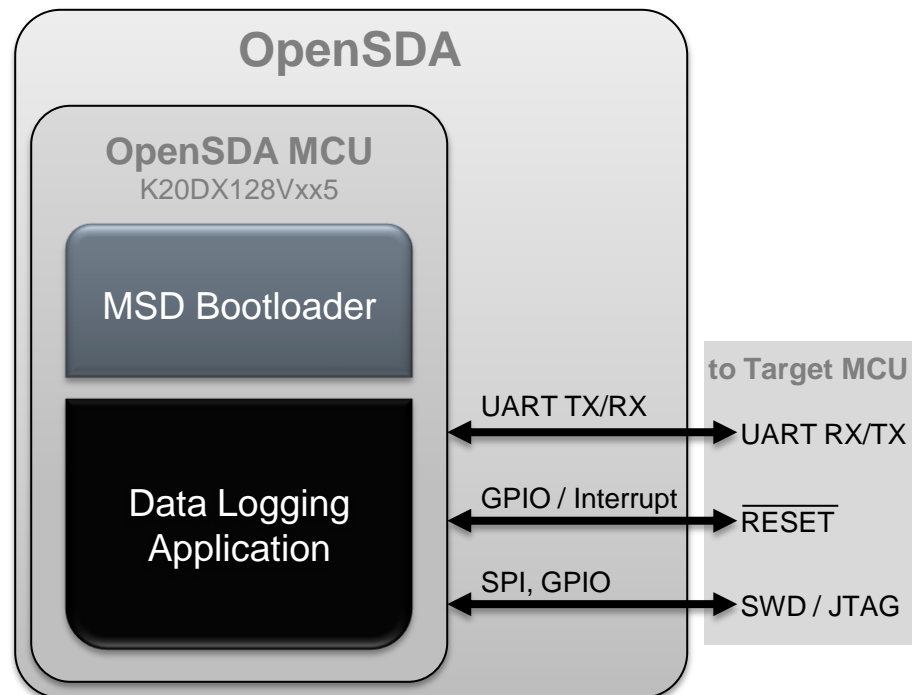 OpenSDA
OpenSDA MCU
K20DX128Vxx5
MSD Bootloader
Data Logging
Application
UART TX/RX
GPIO / Interrupt
SPI, GPIO
to Target MCU
UART RX/TX
RESET
SWD / JTAG